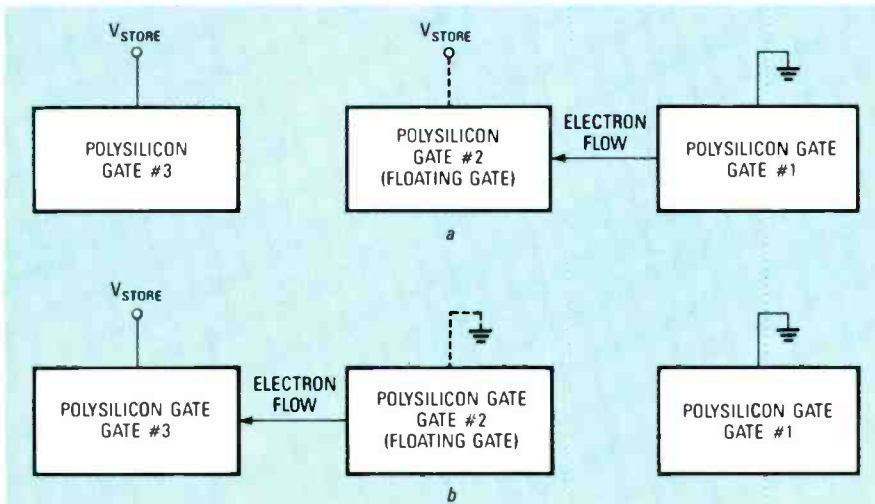 VSTORE
VSTORE
POLYSILICON
GATE #3
POLYSILICON
GATE #2
(FLOATING GATE)
ELECTRON
FLOW
POLYSILICON GATE
GATE #1
a
VSTORE
POLYSILICON GATE
GATE #3
ELECTRON
FLOW
POLYSILICON GATE
GATE #2
(FLOATING GATE)
POLYSILICON GATE
GATE #1
b